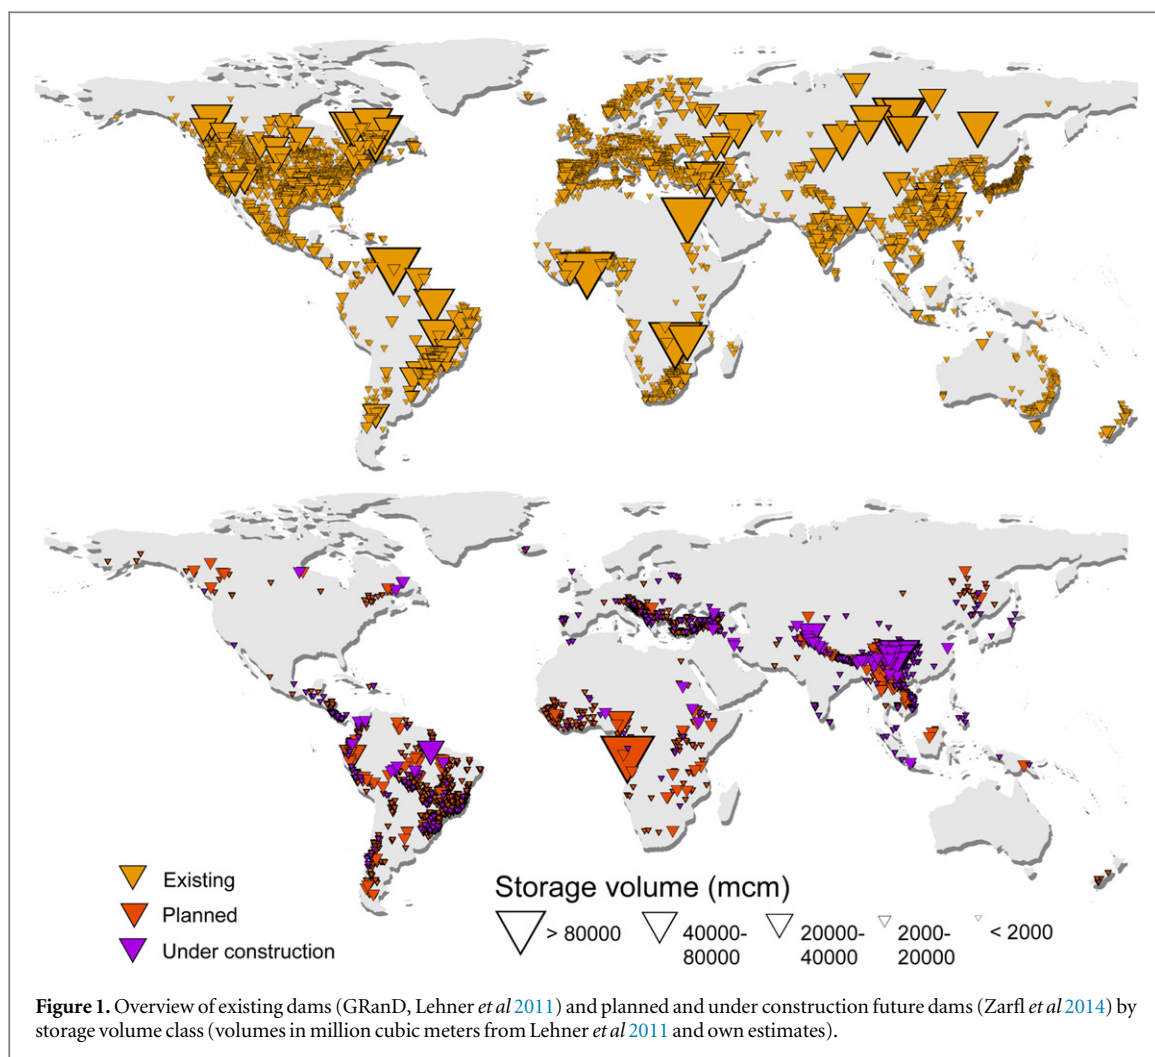 Existing
Planned
Under construction
Storage volume (mcm)
> 80000
40000-
80000
20000-
40000
2000-
20000
< 2000
Figure 1. Overview of existing dams (GRanD, Lehner et al 2011) and planned and under construction future dams (Zarfl et al 2014) by
storage volume class (volumes in million cubic meters from Lehner et al 2011 and own estimates).